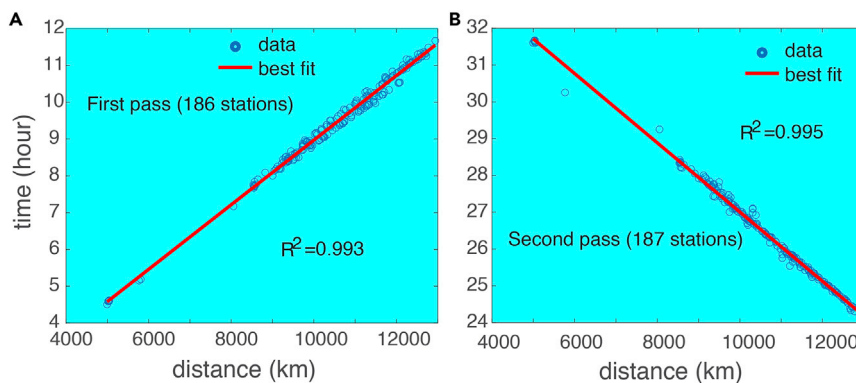 A
12
11
10
9
8
7
6
5
4
time (hour)
data
best fit
First pass (186 stations)
R²=0.993
4000 6000 8000 10000 12000
distance (km)
B
32
31
30
29
28
27
26
25
24
data
best fit
R²=0.995
Second pass (187 stations)
4000 6000 8000 10000 12000
distance (km)